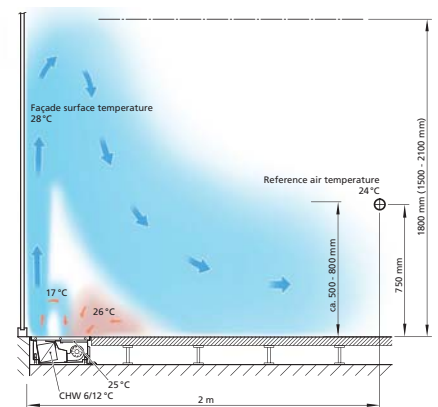 Façade surface temperature
28 °C
Reference air temperature
24 °C
1800 mm (1500 - 2100 mm)
ca. 500 - 800 mm
750 mm
17 °C
26 °C
25 °C
CHW 6/12 °C
2 m